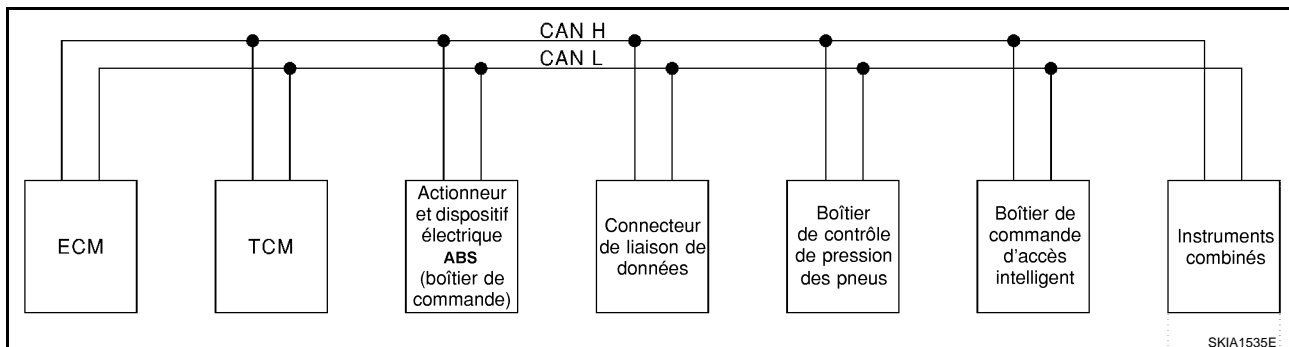 CAN H
CAN L
ECM
TCM
Actionneur
et dispositif
électrique
ABS
(boîtier de
commande)
Connecteur
de liaison de
données
Boîtier
de contrôle
de pression
des pneus
Boîtier de
commande
d'accès
intelligent
Instruments
combinés
SKIA1535E